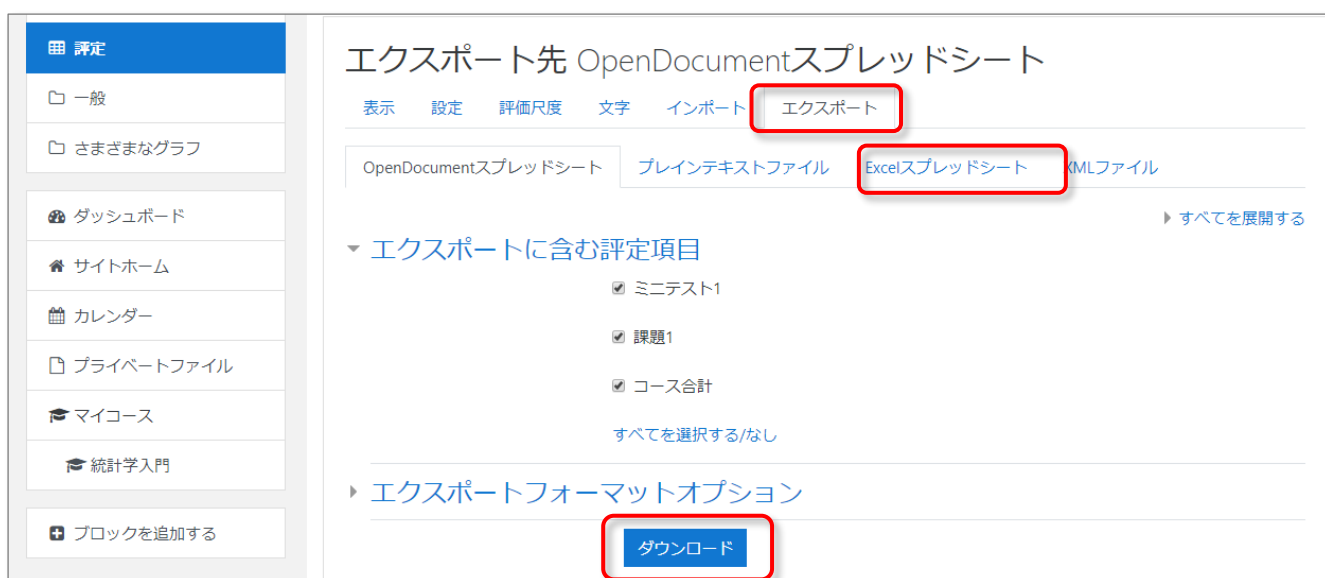 評定
一般
さまざまなグラフ
ダッシュボード
サイトホーム
カレンダー
プライベートファイル
マイコース
統計学入門
ブロックを追加する
エクスポート先 OpenDocumentスプレッドシート
表示 設定 評価尺度 文字 インポート エクスポート
OpenDocumentスプレッドシート プレインテキストファイル Excelスプレッドシート XMLファイル
すべてを展開する
エクスポートに含む評定項目
ミニテスト1
課題1
コース合計
すべてを選択する/なし
エクスポートフォーマットオプション
ダウンロード